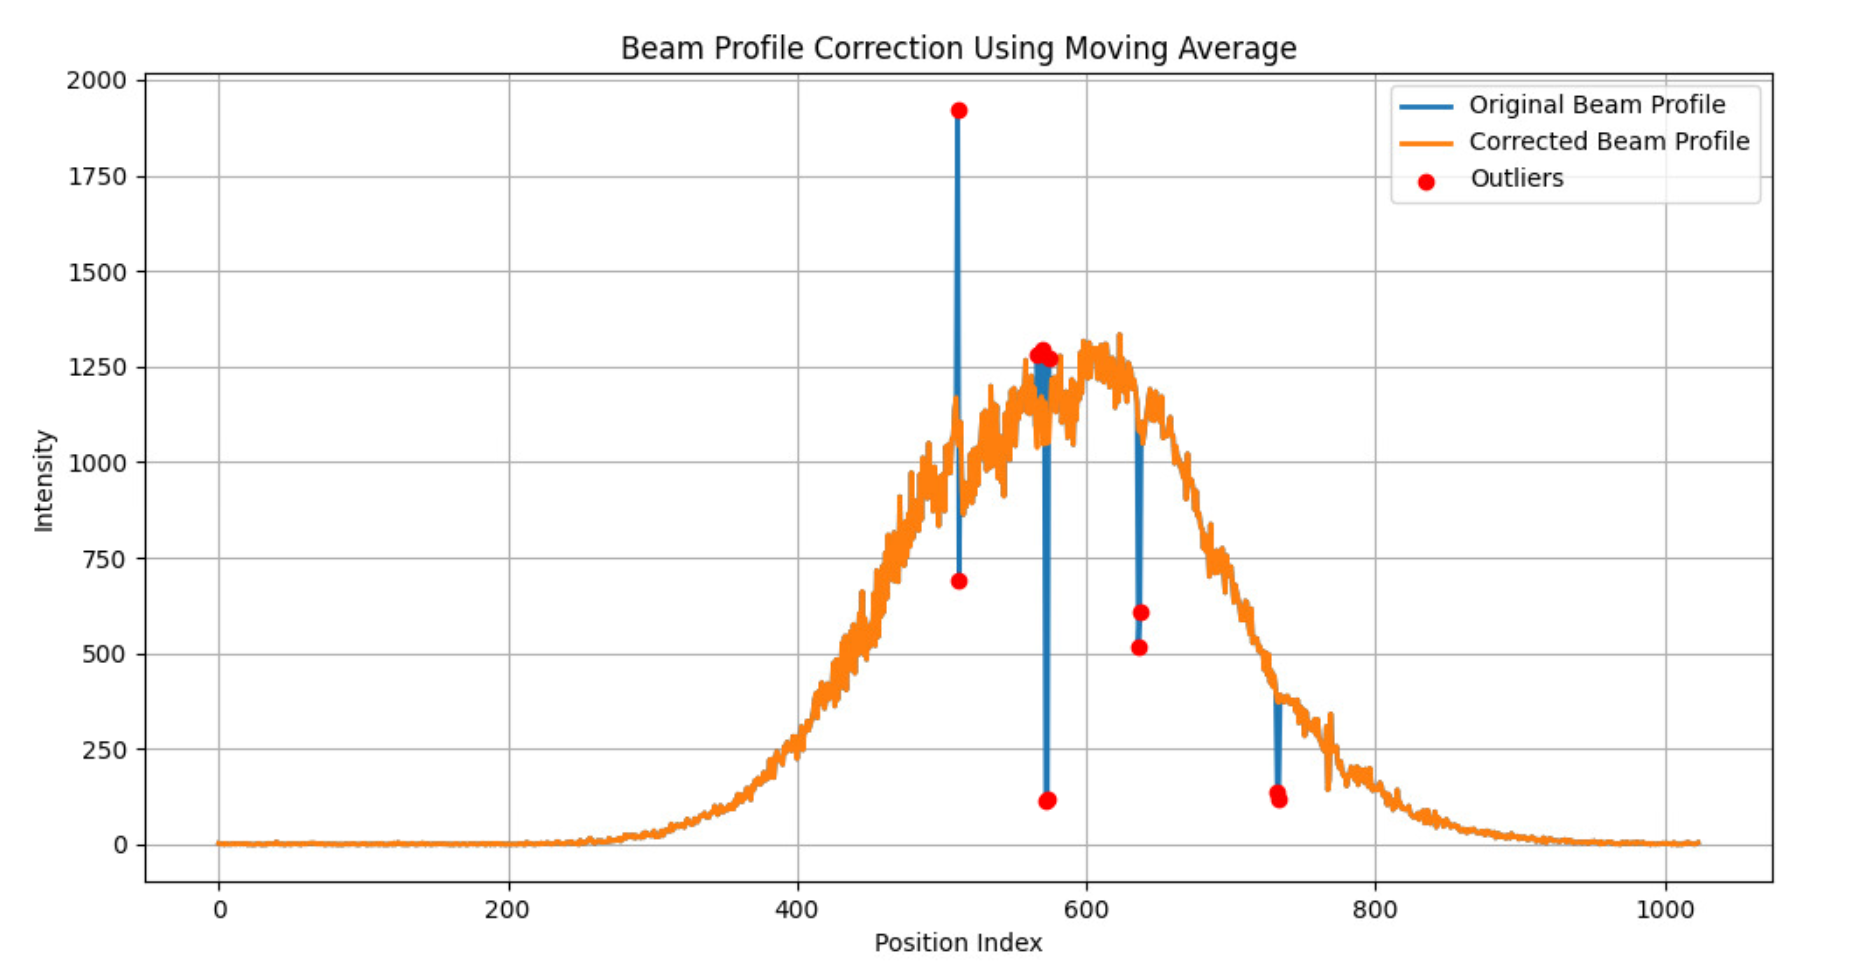 Beam Profile Correction Using Moving Average
2000
1750
1500
1250
1000
750
500
250
0
Intensity
Original Beam Profile
Corrected Beam Profile
Outliers
0 200 400 600 800 1000
Position Index